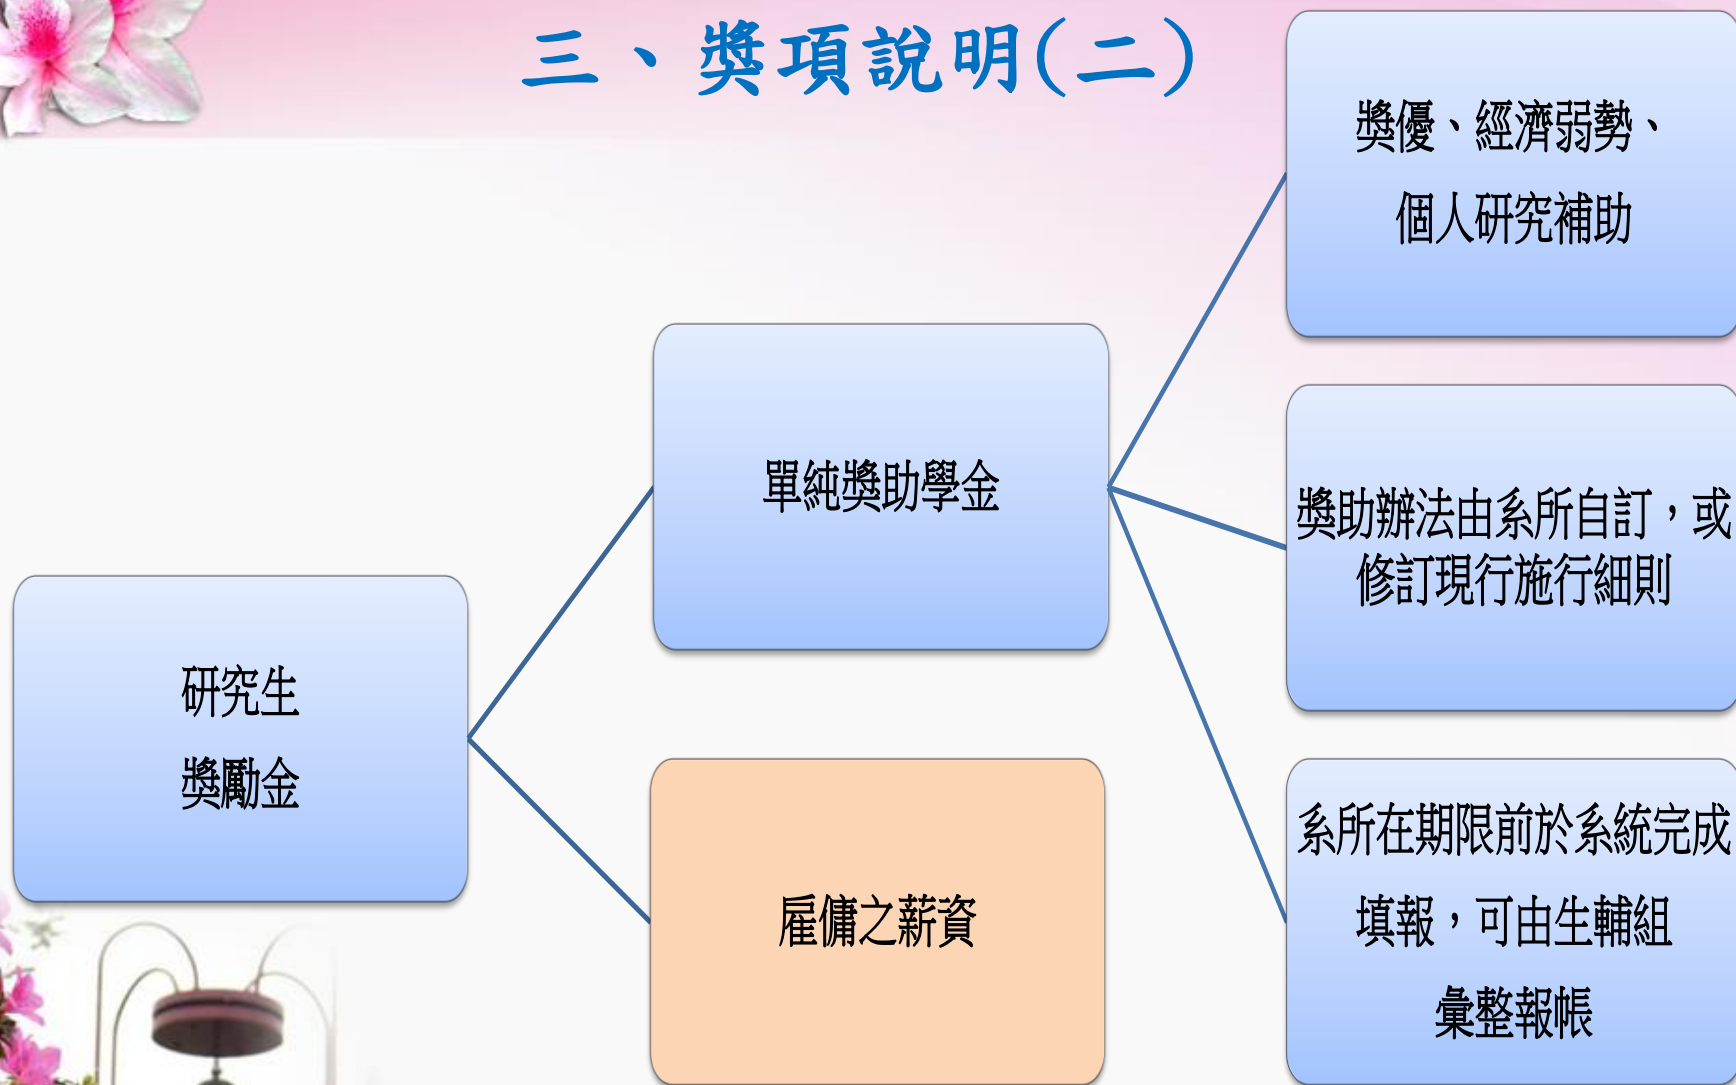 三、獎項說明(二)
研究生
獎勵金
單純獎助學金
雇傭之薪資
獎優、經濟弱勢、
個人研究補助
獎助辦法由系所自訂，或
修訂現行施行細則
系所在期限前於系統完成
填報，可由生輔組
彙整報帳